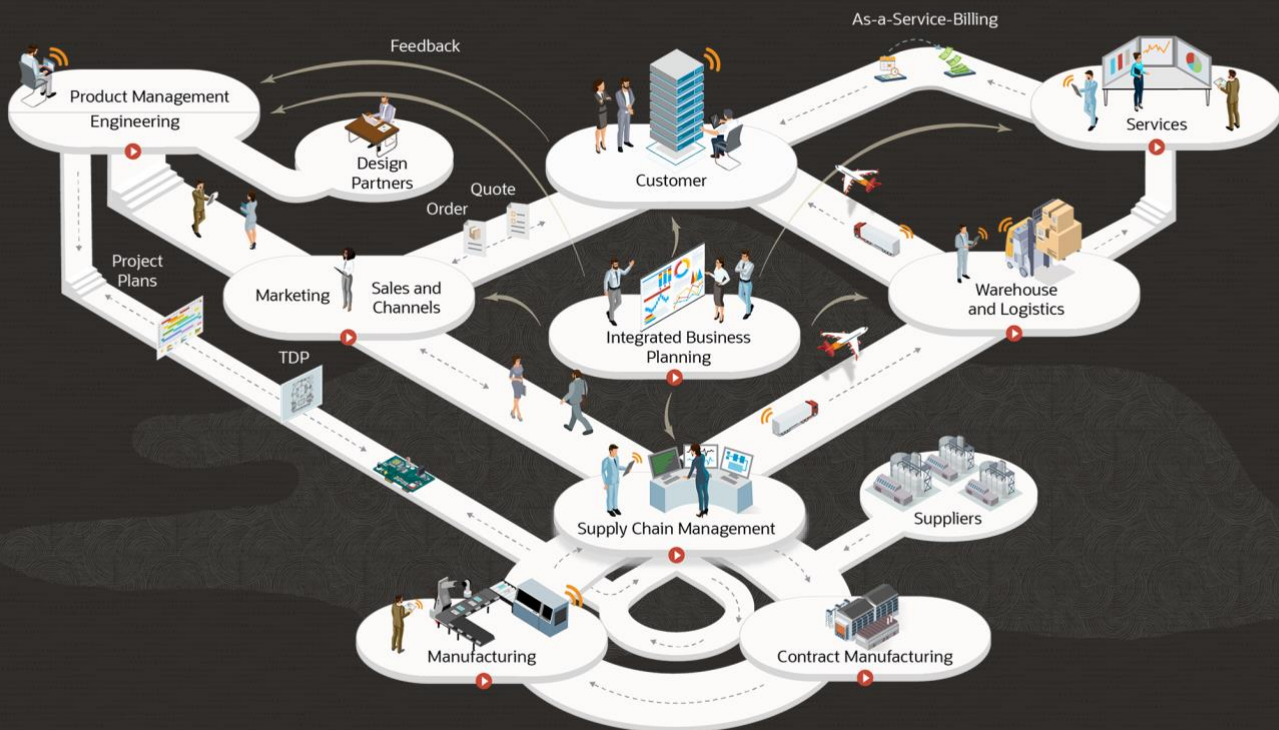 As-a-Service-Billing
Feedback
Product Management
Engineering
Design
Partners
Customer
Services
Quote
Order
Project
Plans
Marketing
Sales and
Channels
Warehouse
and Logistics
Integrated Business
Planning
TDP
Supply Chain Management
Suppliers
Manufacturing
Contract Manufacturing